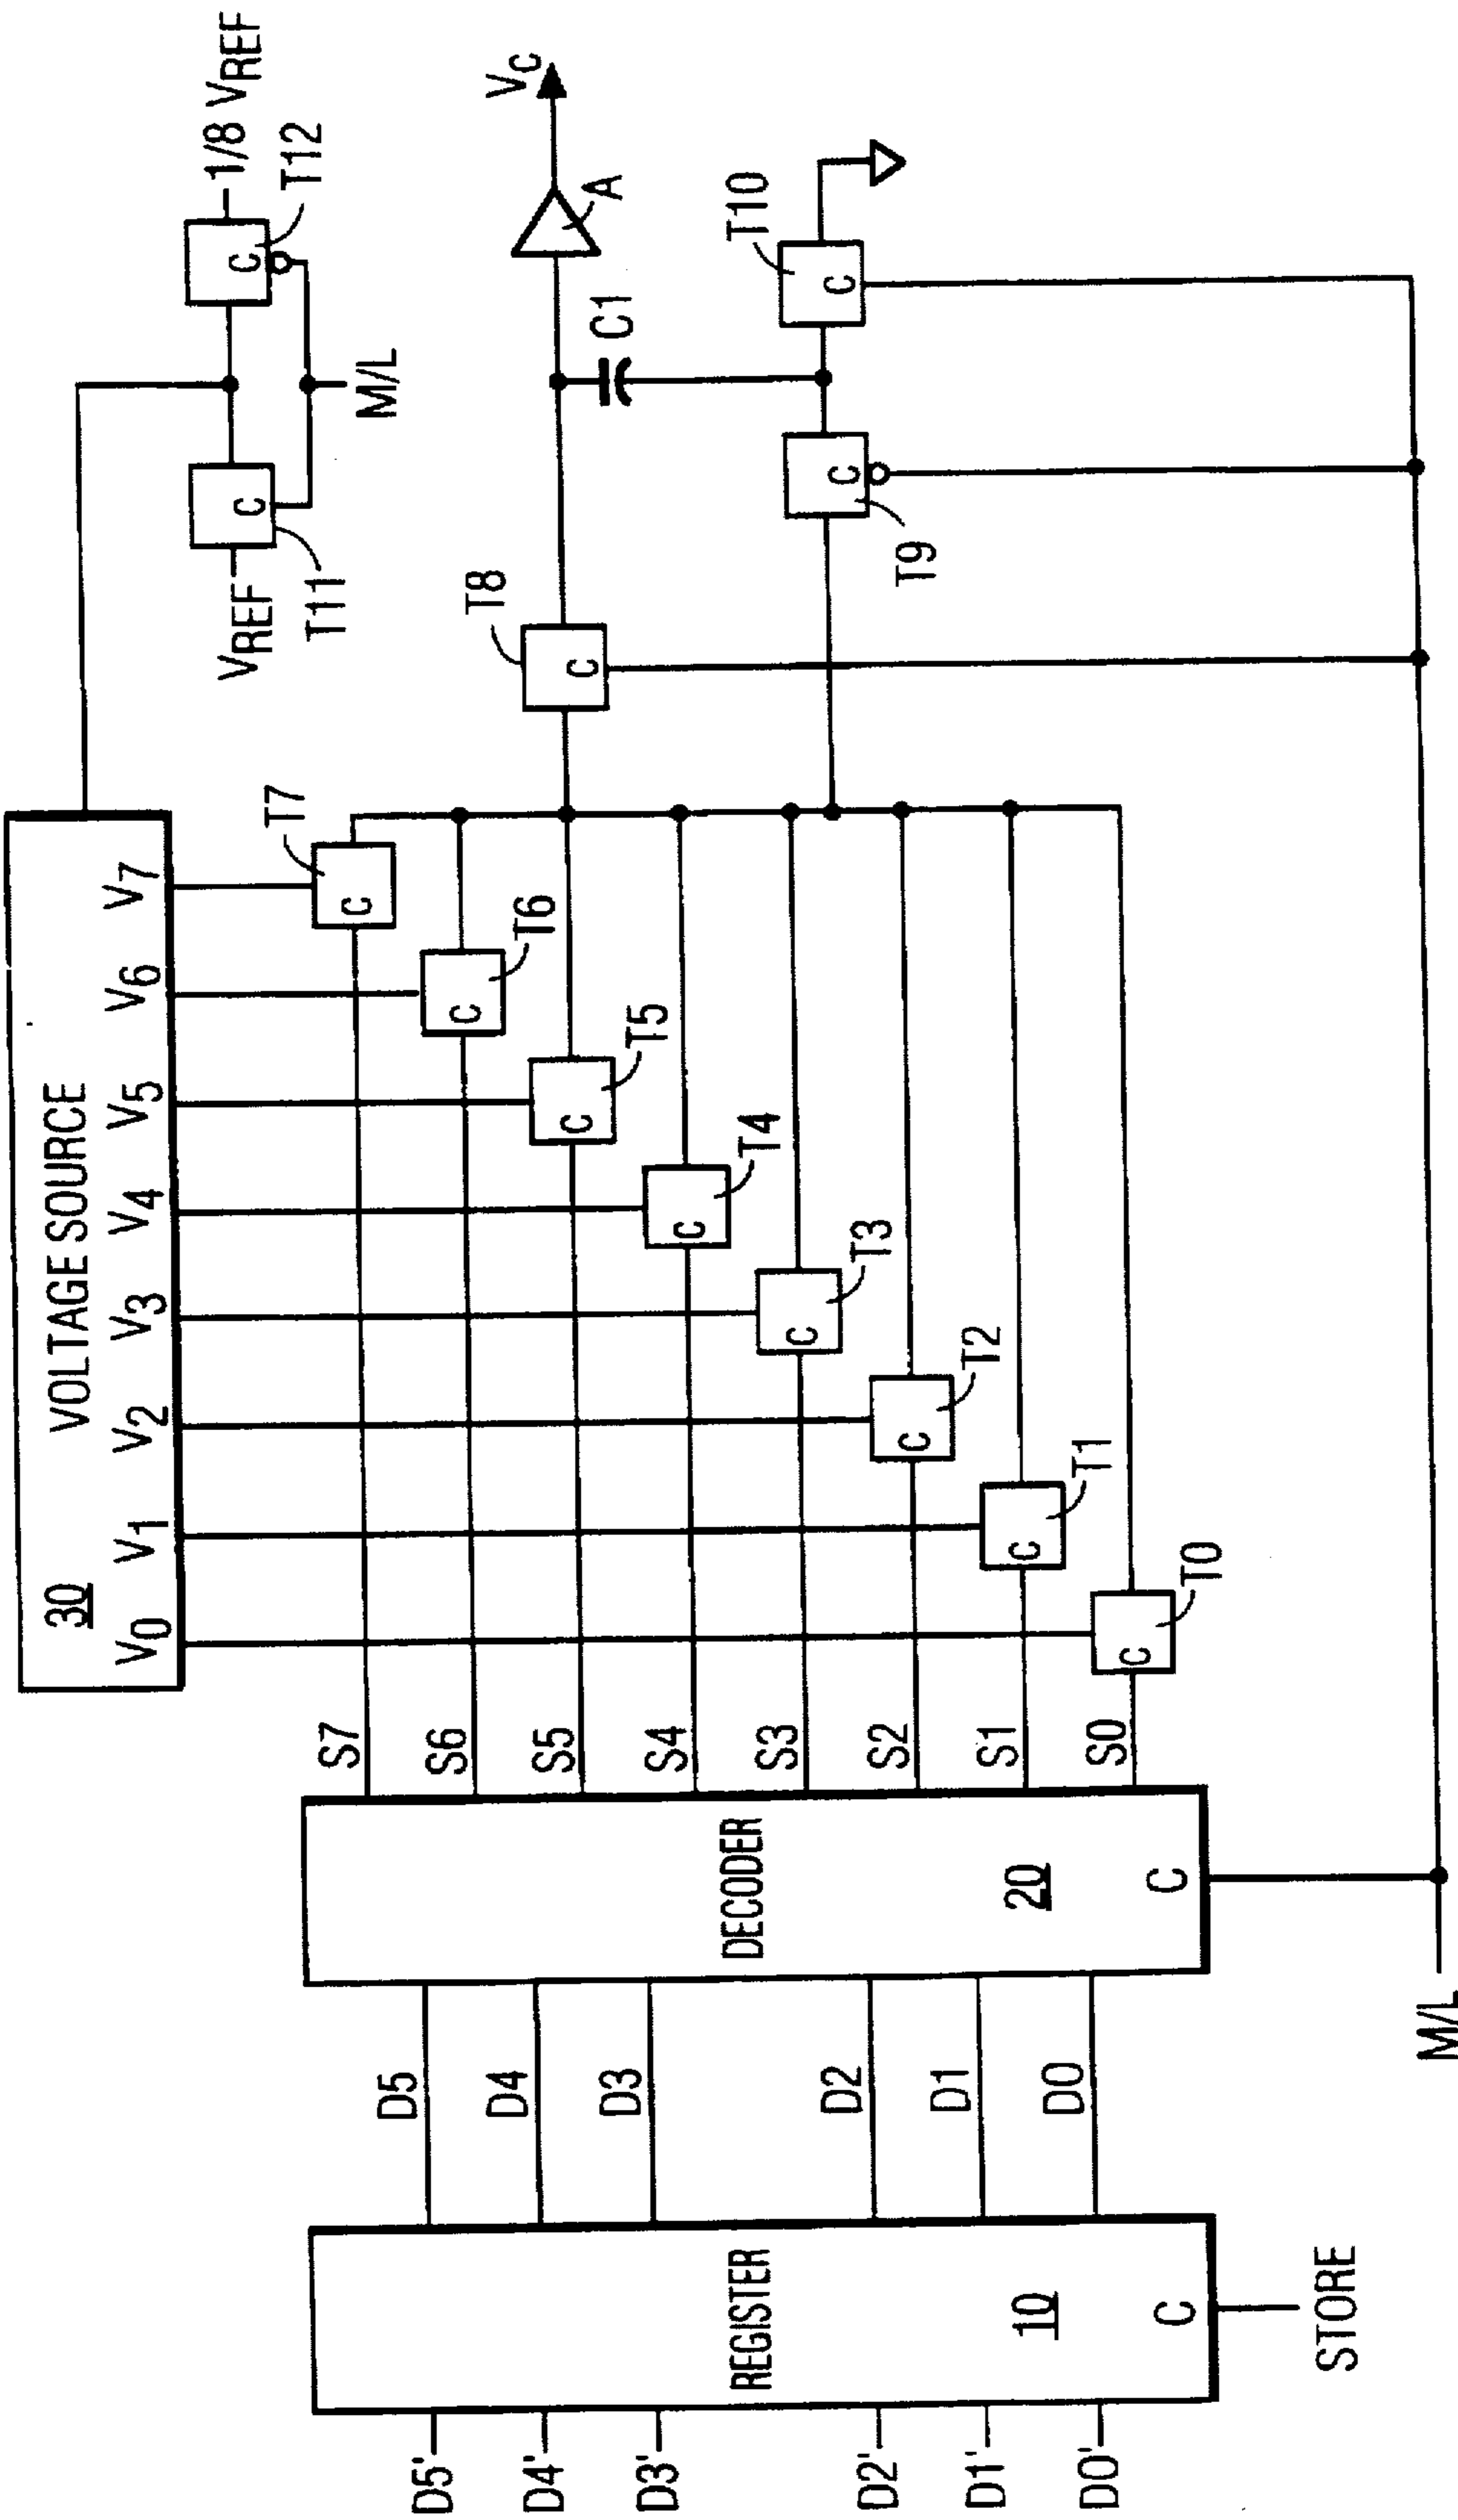 30
VOLTAGE SOURCE
V0 V1 V2 V3 V4 V5 V6 V7
VREF
T11
C
M/L
C
T12
1/8 VREF
S7
S6
S5
S4
S3
S2
S1
S0
C
T7
C
T6
C
T5
C
T4
C
T3
C
T2
C
T1
C
T0
T8
C
C1
A
VC
T9
C
T10
C
D5'
D4'
D3'
D2'
D1'
D0'
REGISTER
10
C
STORE
D5
D4
D3
D2
D1
D0
DECODER
20
C
M/L